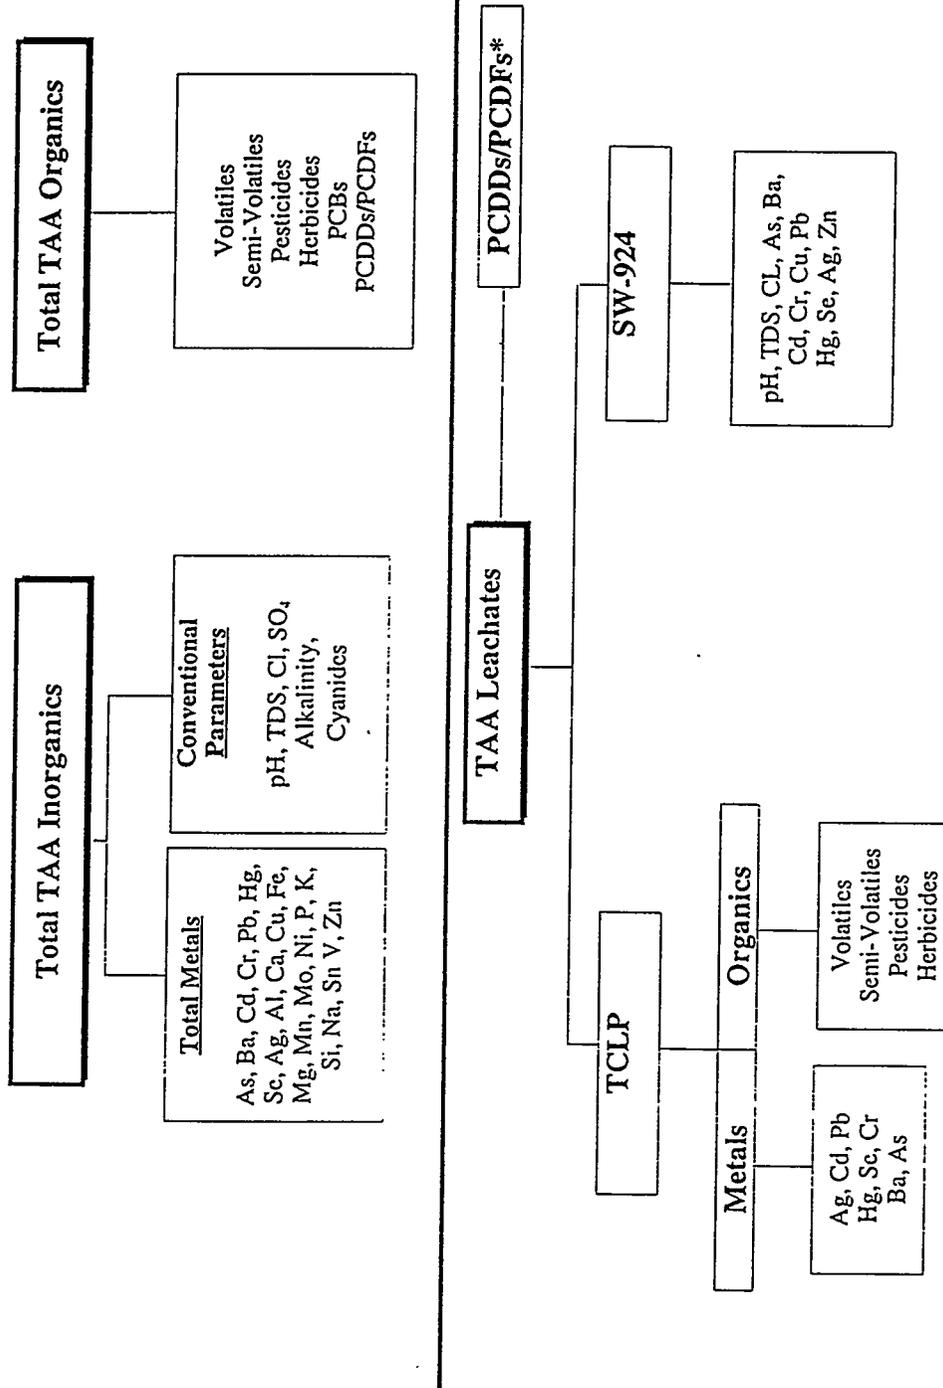 Total TAA Inorganics
Total TAA Organics
Total Metals
As, Ba, Cd, Cr, Pb, Hg,
Se, Ag, Al, Ca, Cu, Fe,
Mg, Mn, Mo, Ni, P, K,
Si, Na, Sn V, Zn
Conventional
Parameters
pH, TDS, Cl, SO₄
Alkalinity,
Cyanides
Volatiles
Semi-Volatiles
Pesticides
Herbicides
PCBs
PCDDs/PCDFs
TAA Leachates
PCDDs/PCDFs*
TCLP
SW-924
Metals
Organics
Ag, Cd, Pb
Hg, Se, Cr
Ba, As
Volatiles
Semi-Volatiles
Pesticides
Herbicides
pH, TDS, CL, As, Ba,
Cd, Cr, Cu, Pb
Hg, Se, Ag, Zn